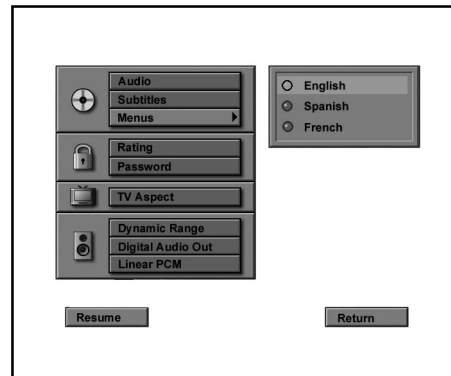 Audio
Subtitles
Menus
English
Spanish
French
Rating
Password
TV Aspect
Dynamic Range
Digital Audio Out
Linear PCM
Resume
Return